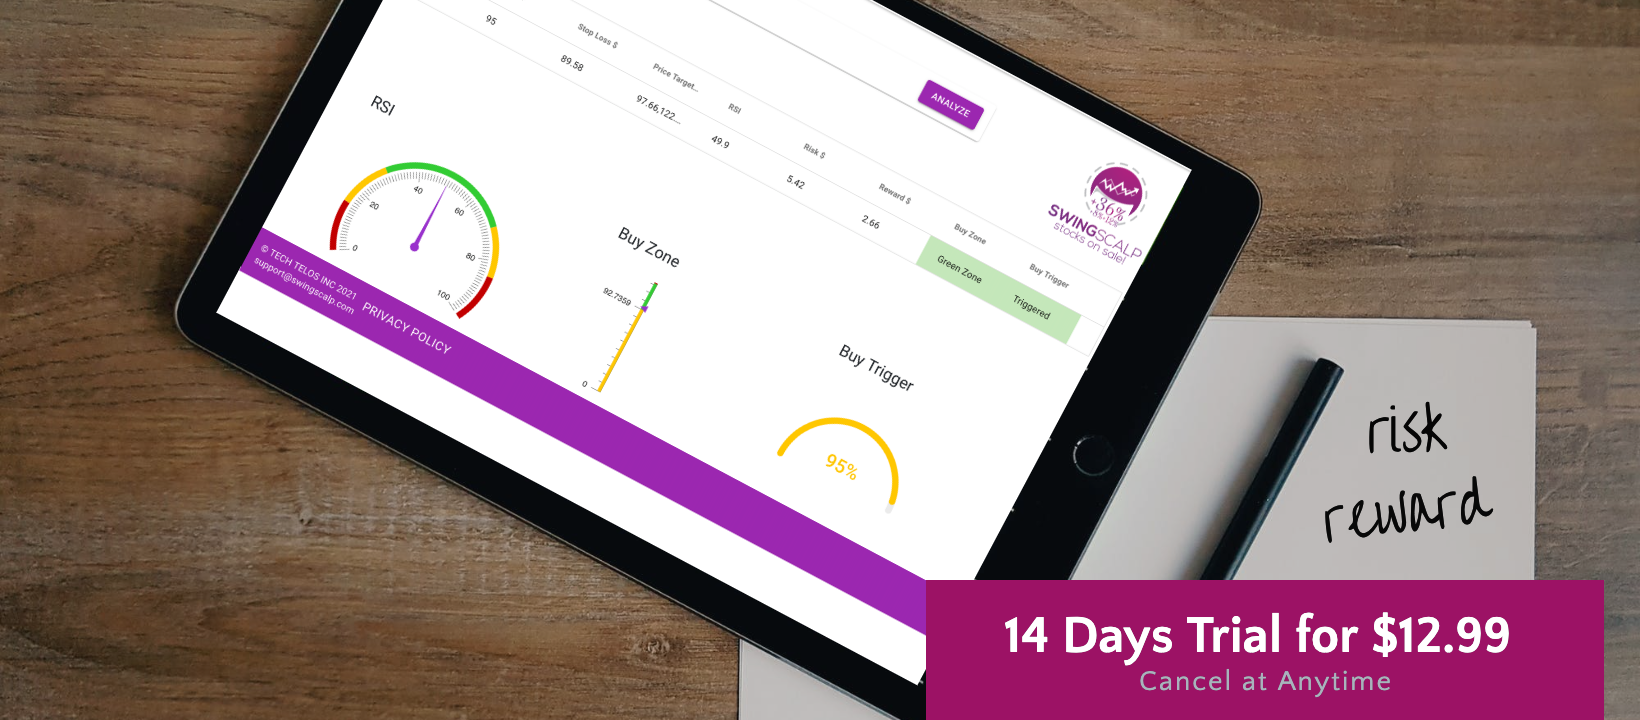 ANALYZE
Stop Loss $
Price Target...
RSI
Risk $
Reward $
Buy Zone
Buy Trigger
95
89.58
97.66,122...
49.9
5.42
2.66
Green Zone
Triggered
+36%
SWINGSCALP
stocks on sale!
RSI
0
20
40
60
80
100
Buy Zone
92.7359
0
Buy Trigger
95%
© TECH TELOS INC 2021
support@swingscalp.com
PRIVACY POLICY
risk
reward
14 Days Trial for $12.99
Cancel at Anytime